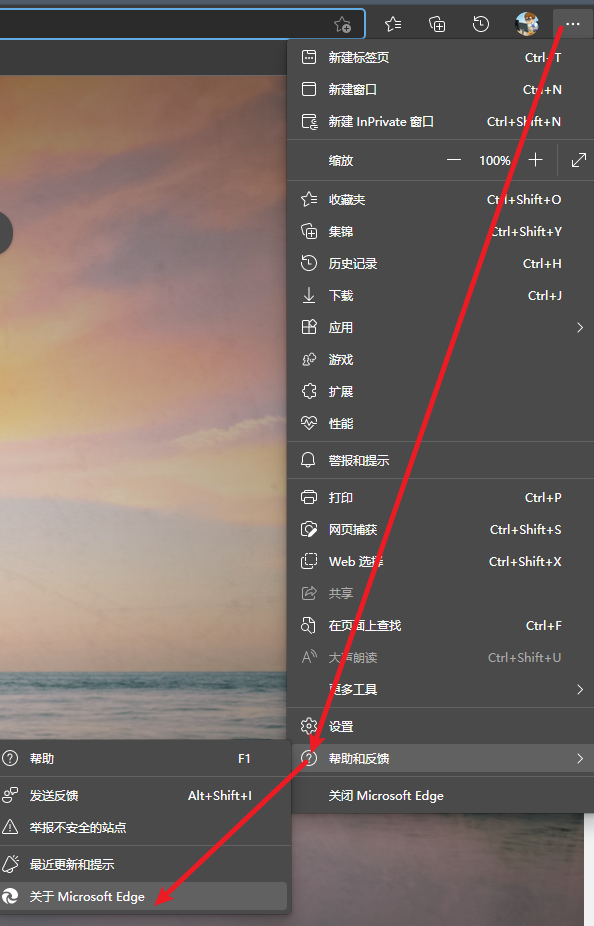 新建标签页 Ctrl+T
新建窗口 Ctrl+N
新建 InPrivate 窗口 Ctrl+Shift+N
缩放 100%
收藏夹 Ctrl+Shift+O
集锦 Ctrl+Shift+Y
历史记录 Ctrl+H
下载 Ctrl+J
应用
游戏
扩展
性能
警报和提示
打印 Ctrl+P
网页捕获 Ctrl+Shift+S
Web 选择 Ctrl+Shift+X
共享
在页面上查找 Ctrl+F
大声朗读 Ctrl+Shift+U
更多工具
设置
帮助和反馈
关闭 Microsoft Edge
帮助 F1
发送反馈 Alt+Shift+I
举报不安全的站点
最近更新和提示
关于 Microsoft Edge